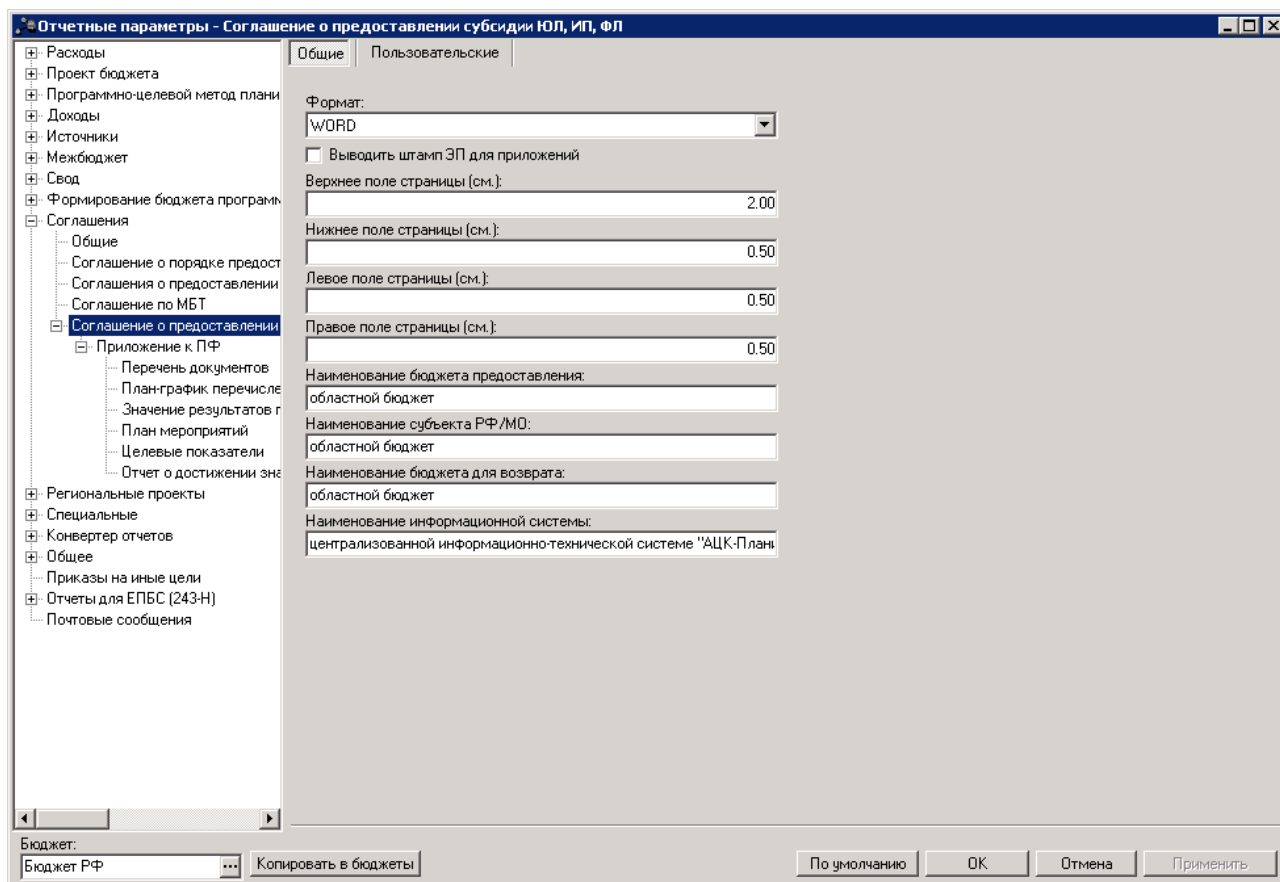 Отчетные параметры - Соглашение о предоставлении субсидии ЮЛ, ИП, ФЛ
Расходы
Проект бюджета
Программно-целевой метод плани
Доходы
Источники
Межбюджет
Свод
Формирование бюджета программ
Соглашения
Общие
Соглашение о порядке предост
Соглашения о предоставлении
Соглашение по МБТ
Соглашение о предоставлении
Приложение к ПФ
Перечень документов
План-график перечисле
Значение результатов п
План мероприятий
Целевые показатели
Отчет о достижении зна
Региональные проекты
Специальные
Конвертер отчетов
Общее
Приказы на иные цели
Отчеты для ЕПБС (243-Н)
Почтовые сообщения
Общие
Пользовательские
Формат:
WORD
Выводить штамп ЭП для приложений
Верхнее поле страницы (см.):
2.00
Нижнее поле страницы (см.):
0.50
Левое поле страницы (см.):
0.50
Правое поле страницы (см.):
0.50
Наименование бюджета предоставления:
областной бюджет
Наименование субъекта РФ/МО:
областной бюджет
Наименование бюджета для возврата:
областной бюджет
Наименование информационной системы:
централизованной информационно-технической системе "АЦК-Плани
Бюджет:
Бюджет РФ
...
Копировать в бюджеты
По умолчанию
OK
Отмена
Применить